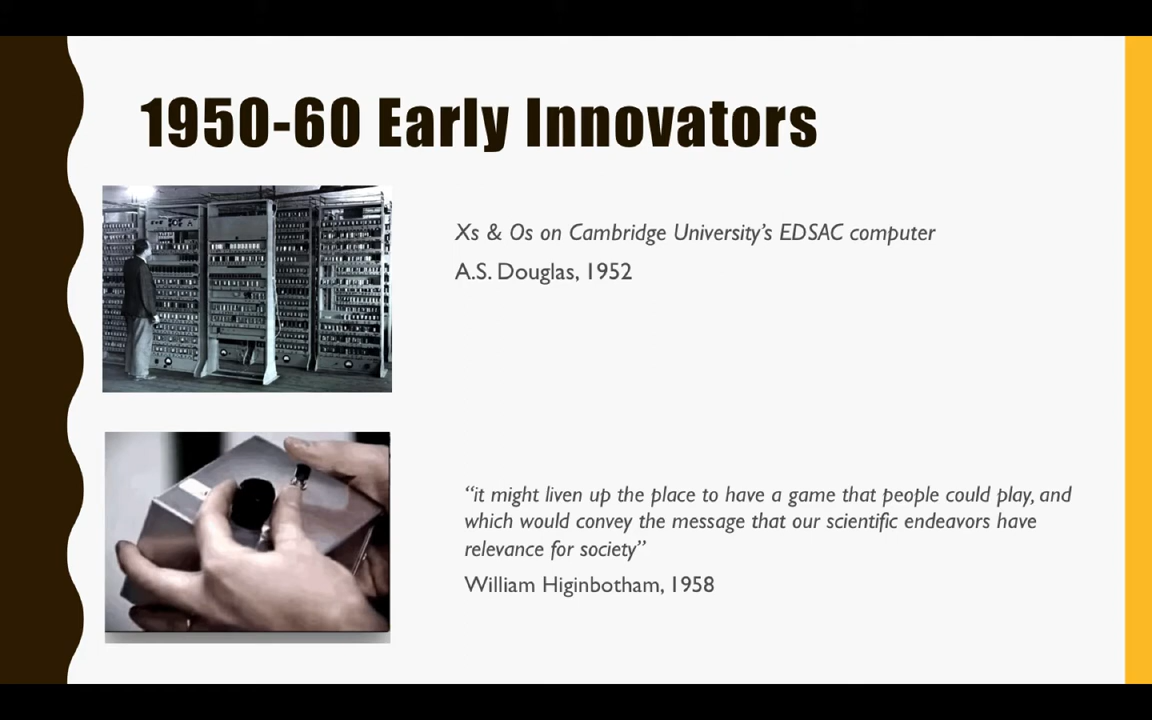 1950-60 Early Innovators
Xs & Os on Cambridge University’s EDSAC computer
A.S. Douglas, 1952
“it might liven up the place to have a game that people could play, and
which would convey the message that our scientific endeavors have
relevance for society”
William Higinbotham, 1958